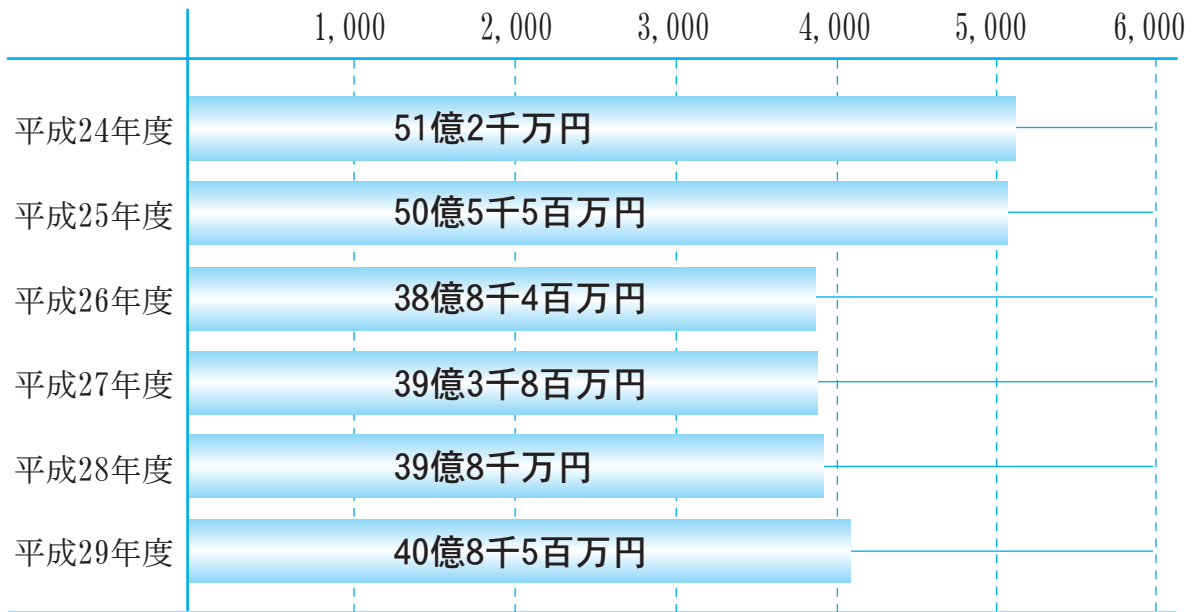 1,000 2,000 3,000 4,000 5,000 6,000
平成24年度 51億2千万円
平成25年度 50億5千5百万円
平成26年度 38億8千4百万円
平成27年度 39億3千8百万円
平成28年度 39億8千万円
平成29年度 40億8千5百万円